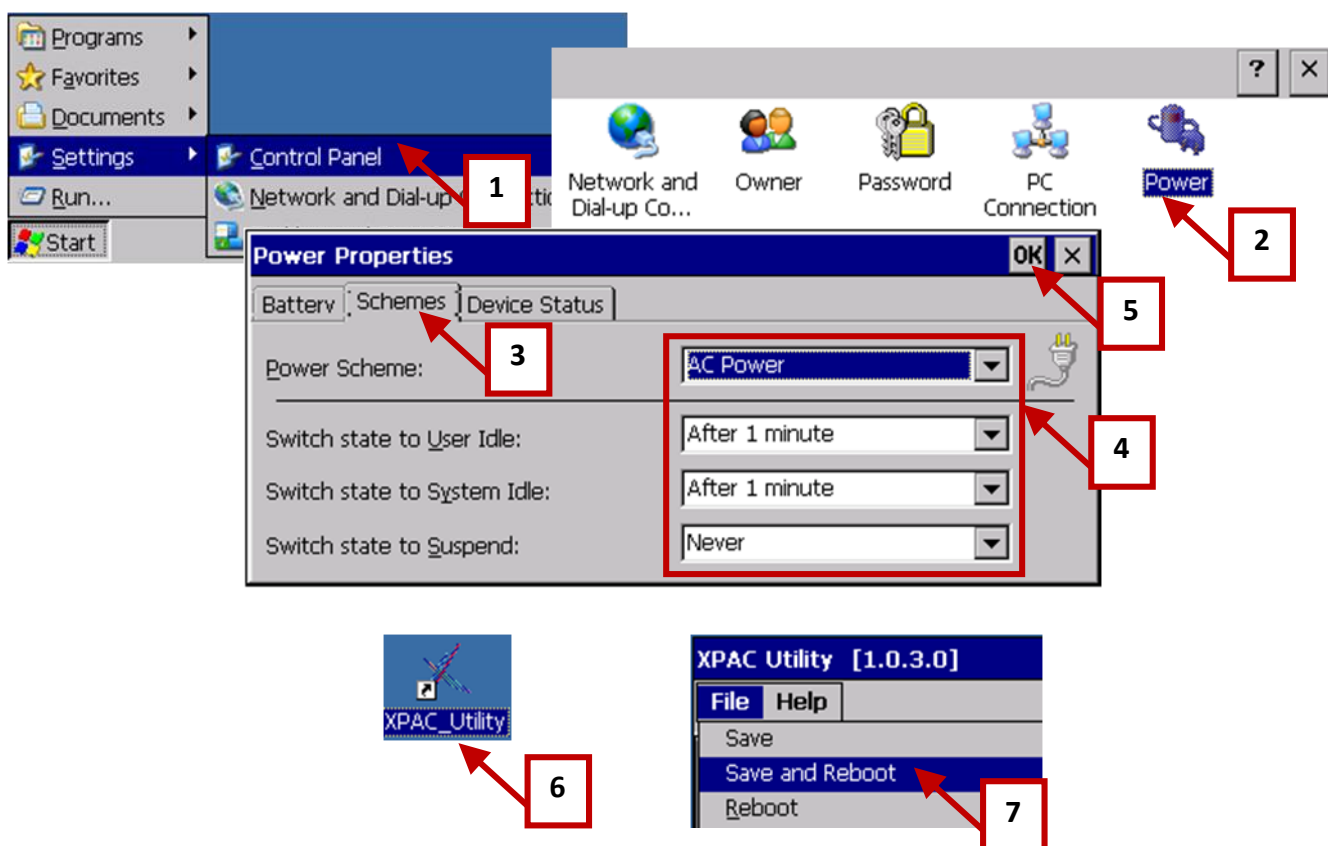 Programs
Favorites
Documents
Settings
Control Panel
1
Run...
Network and Dial-up
Start
?
×
Network and
Dial-up Co...
Owner
Password
PC
Connection
Power
2
Power Properties
OK
×
5
Battery
Schemes
Device Status
3
Power Scheme:
AC Power
4
Switch state to User Idle:
After 1 minute
Switch state to System Idle:
After 1 minute
Switch state to Suspend:
Never
XPAC_Utility
6
XPAC Utility [1.0.3.0]
File Help
Save
Save and Reboot
Reboot
7